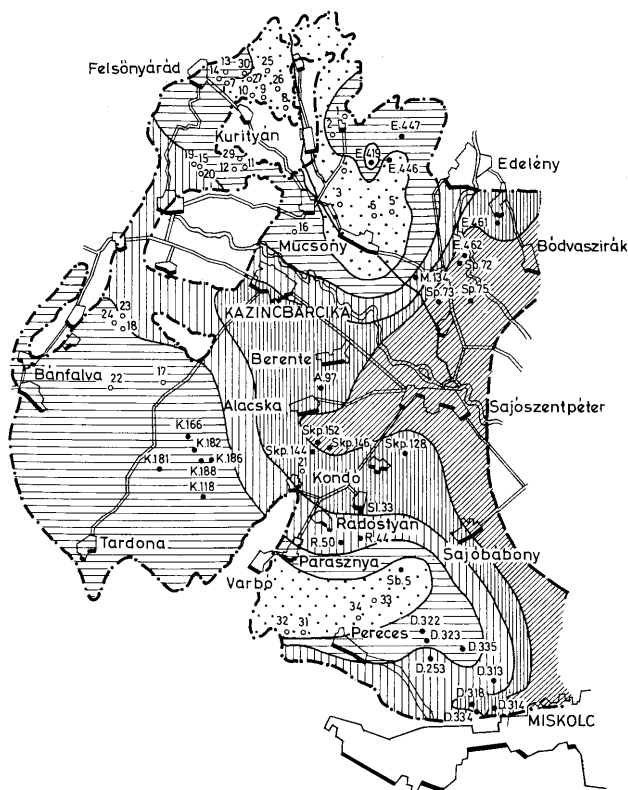 Felsőnyárád
14
13
30
25
7
27
26
10
9
8
Kurityán
1
2
E.447
E.419
E.446
19
15
29
20
12
11
3
6
5
Edelény
E.461
Bódvaszirák
16
Múcsony
E.462
Sp.72
M.134
Sp.73
Sp.75
KAZINCBARCIKA
23
24
18
Berente
Bánfalva
22
17
A.97
Alacska
Sajószentpéter
K.166
Skp.152
K.182
Skp.144
Skp.146
Skp.128
K.181
K.186
21
K.188
Kondó
K.118
Sl.33
Radostyán
Tardona
R.50
R.44
Sajóbábony
Varbó
Parasznya
Sb.5
33
34
32
31
Pereces
D.322
D.323
D.335
D.253
D.313
D.318
D.314
D.334
MISKOLC